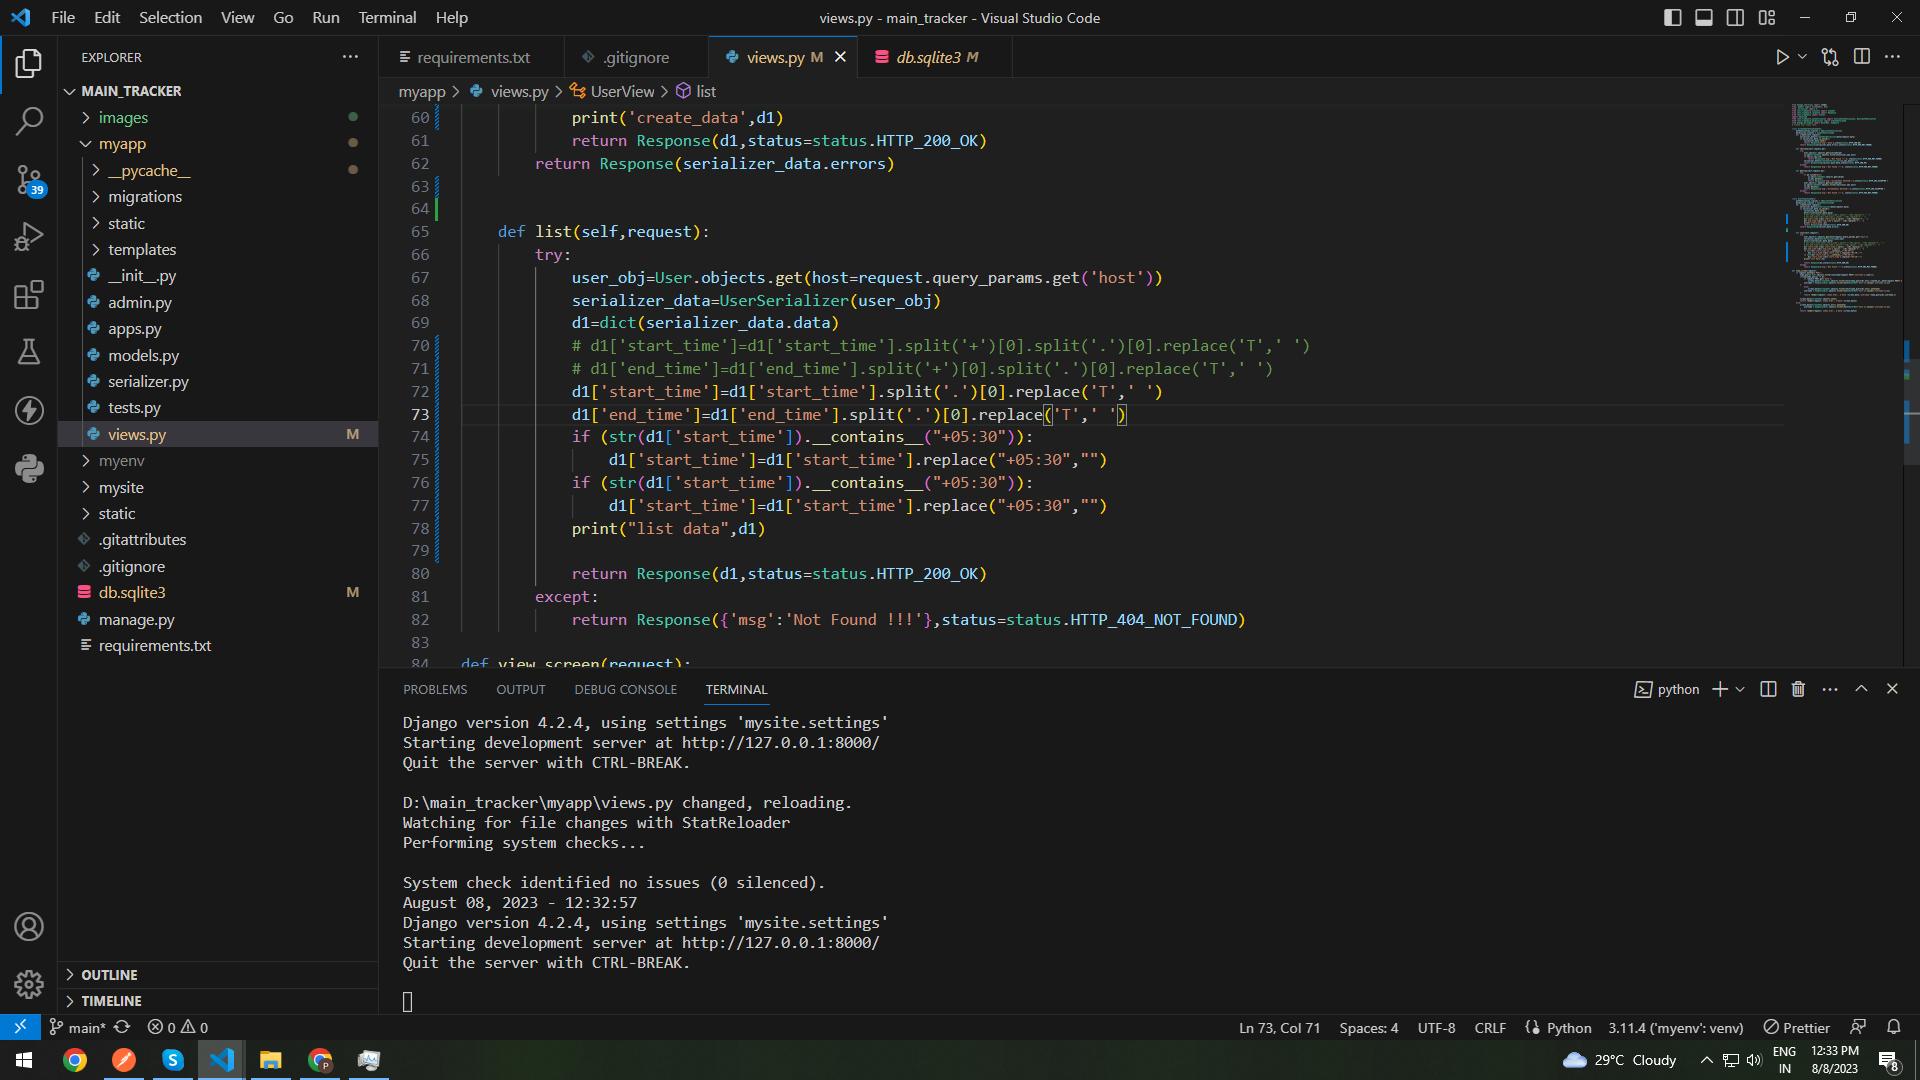 File Edit Selection View Go Run Terminal Help
views.py - main_tracker - Visual Studio Code
EXPLORER
MAIN_TRACKER
images
myapp
__pycache__
migrations
static
templates
__init__.py
admin.py
apps.py
models.py
serializer.py
tests.py
views.py M
myenv
mysite
static
.gitattributes
.gitignore
db.sqlite3 M
manage.py
requirements.txt
OUTLINE
TIMELINE
39
requirements.txt .gitignore views.py M db.sqlite3 M
myapp > views.py > UserView > list
60 print('create_data',d1)
61 return Response(d1,status=status.HTTP_200_OK)
62 return Response(serializer_data.errors)
63
64
65 def list(self,request):
66 try:
67 user_obj=User.objects.get(host=request.query_params.get('host'))
68 serializer_data=UserSerializer(user_obj)
69 d1=dict(serializer_data.data)
70 # d1['start_time']=d1['start_time'].split('+')[0].split('.')[0].replace('T',' ')
71 # d1['end_time']=d1['end_time'].split('+')[0].split('.')[0].replace('T',' ')
72 d1['start_time']=d1['start_time'].split('.')[0].replace('T',' ')
73 d1['end_time']=d1['end_time'].split('.')[0].replace('T',' ')
74 if (str(d1['start_time']).__contains__("+05:30")):
75 d1['start_time']=d1['start_time'].replace("+05:30","")
76 if (str(d1['start_time']).__contains__("+05:30")):
77 d1['start_time']=d1['start_time'].replace("+05:30","")
78 print("list data",d1)
79
80 return Response(d1,status=status.HTTP_200_OK)
81 except:
82 return Response({'msg':'Not Found !!!'},status=status.HTTP_404_NOT_FOUND)
83
84 def view_screen(request):
PROBLEMS OUTPUT DEBUG CONSOLE TERMINAL
python
Django version 4.2.4, using settings 'mysite.settings'
Starting development server at http://127.0.0.1:8000/
Quit the server with CTRL-BREAK.
D:\main_tracker\myapp\views.py changed, reloading.
Watching for file changes with StatReloader
Performing system checks...
System check identified no issues (0 silenced).
August 08, 2023 - 12:32:57
Django version 4.2.4, using settings 'mysite.settings'
Starting development server at http://127.0.0.1:8000/
Quit the server with CTRL-BREAK.
main* 0 0
Ln 73, Col 71 Spaces: 4 UTF-8 CRLF Python 3.11.4 ('myenv': venv) Prettier
29°C Cloudy
ENG
IN
12:33 PM
8/8/2023
8